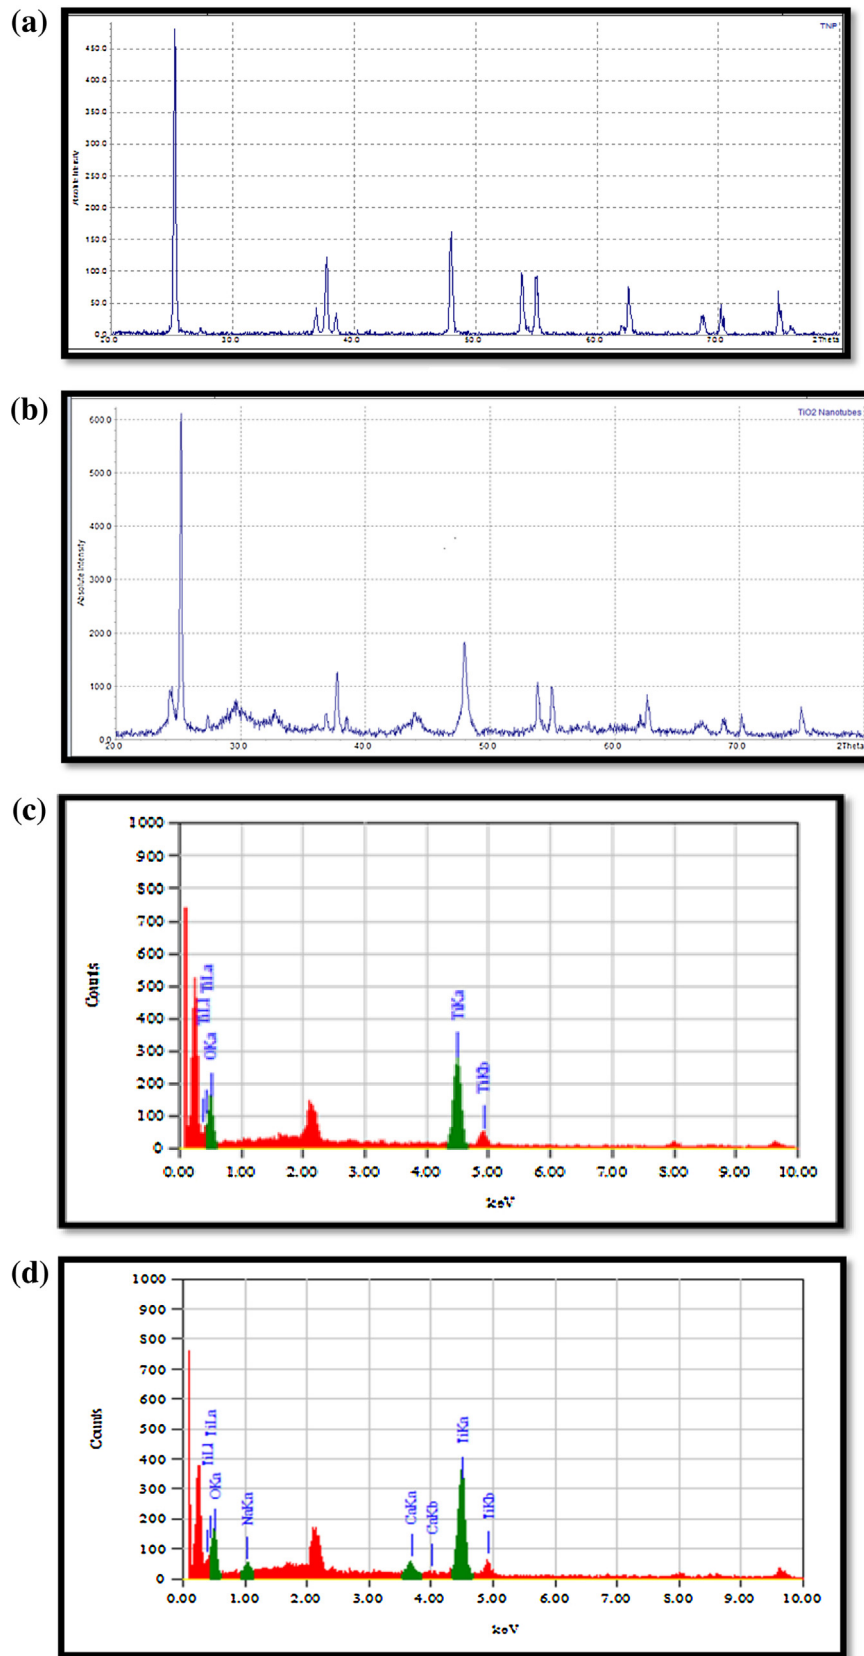 (a)
TNP
450.0
400.0
350.0
300.0
250.0
200.0
150.0
100.0
50.0
0.0
Absolute Intensity
20.0 30.0 40.0 50.0 60.0 70.0 2Theta
(b)
TiO2 Nanotubes
600.0
500.0
400.0
300.0
200.0
100.0
0.0
Absolute Intensity
20.0 30.0 40.0 50.0 60.0 70.0 2Theta
(c)
1000
900
800
700
600
500
400
300
200
100
0
Counts
TiLl TiLa
OKa
TiKa
TiKb
0.00 1.00 2.00 3.00 4.00 5.00 6.00 7.00 8.00 9.00 10.00
keV
(d)
1000
900
800
700
600
500
400
300
200
100
0
Counts
TiLl TiLa
OKa
NaKa
CaKa
CaKb
TiKa
TiKb
0.00 1.00 2.00 3.00 4.00 5.00 6.00 7.00 8.00 9.00 10.00
keV